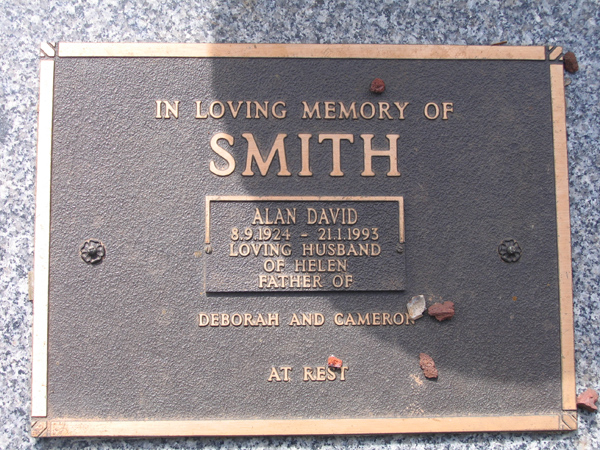 IN LOVING MEMORY OF
SMITH
ALAN DAVID
8.9.1924 - 21.1.1993
LOVING HUSBAND
OF HELEN
FATHER OF
DEBORAH AND CAMERON
AT REST